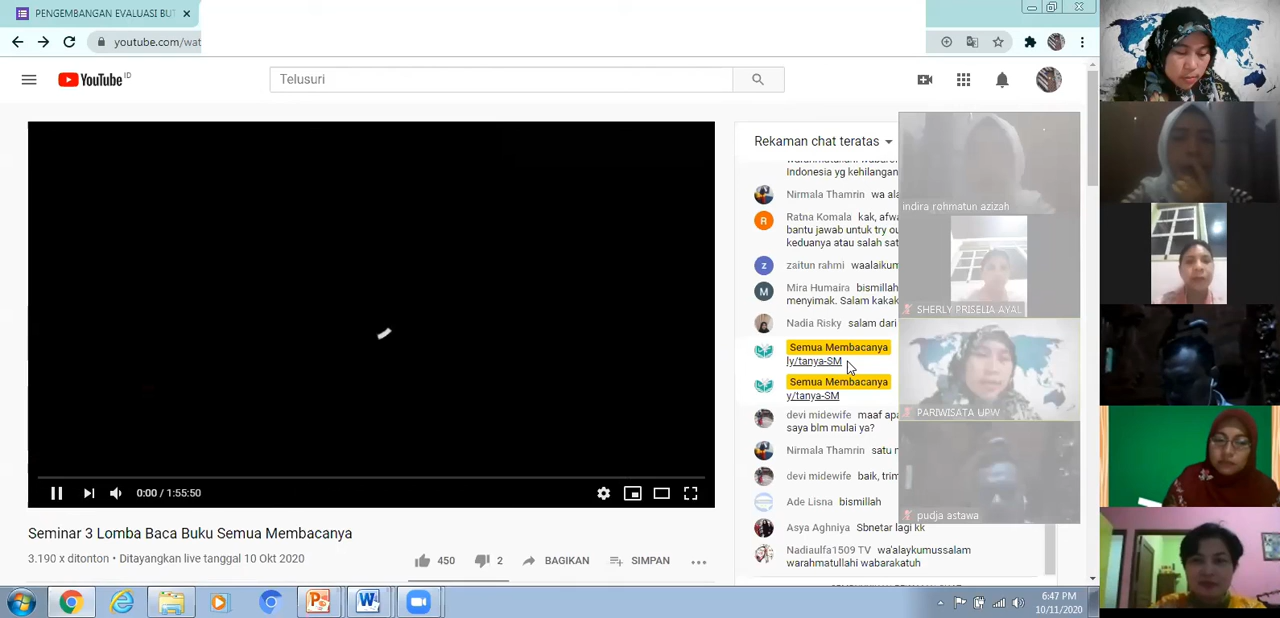 PENGEMBANGAN EVALUASI BUT
youtube.com/wat
YouTube ID
Telusuri
Rekaman chat teratas
Indonesia yg kehilangan
Nirmala Thamrin wa ala
Ratna Komala kak, afw
bantu jawab untuk try ou
keduanya atau salah sat
zaitun rahmi waalaikum
Mira Humaira bismillah
menyimak. Salam kakak
Nadia Risky salam dari
Semua Membacanya
ly/tanya-SM
Semua Membacanya
y/tanya-SM
devi midewife maaf apa
saya blm mulai ya?
Nirmala Thamrin satu m
devi midewife baik, trim
Ade Lisna bismillah
Asya Aghniya Sbnetar lagi kk
Nadiaulfa1509 TV wa'alaykumussalam
warahmatullahi wabarakatuh
indira rohmatun azizah
SHERLY PRISELIA AYAL
PARIWISATA UPW
pudja astawa
0:00 / 1:55:50
Seminar 3 Lomba Baca Buku Semua Membacanya
3.190 x ditonton • Ditayangkan live tanggal 10 Okt 2020
450
2
BAGIKAN
SIMPAN
6:47 PM
10/11/2020